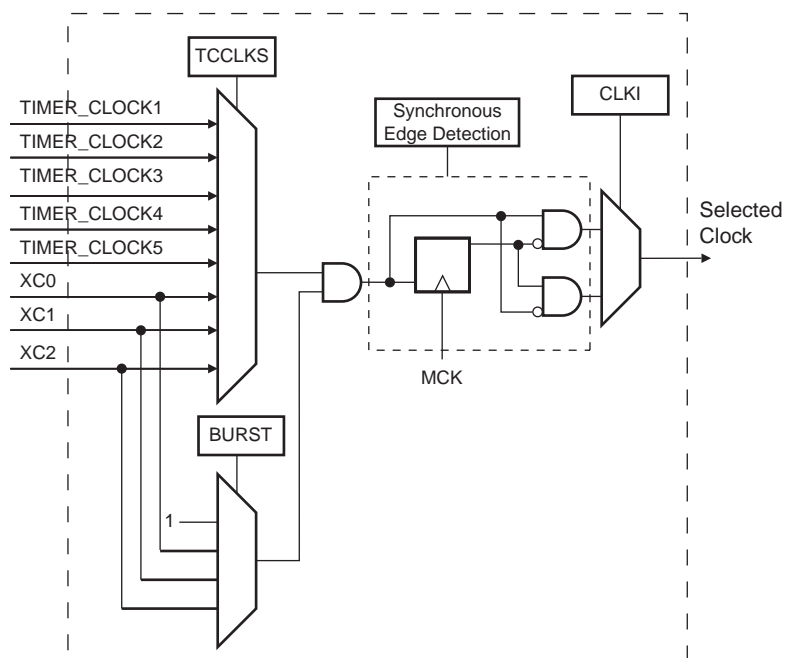 TCCLKS
CLKI
Synchronous
Edge Detection
TIMER_CLOCK1
TIMER_CLOCK2
TIMER_CLOCK3
TIMER_CLOCK4
TIMER_CLOCK5
XC0
XC1
XC2
Selected
Clock
MCK
BURST
1